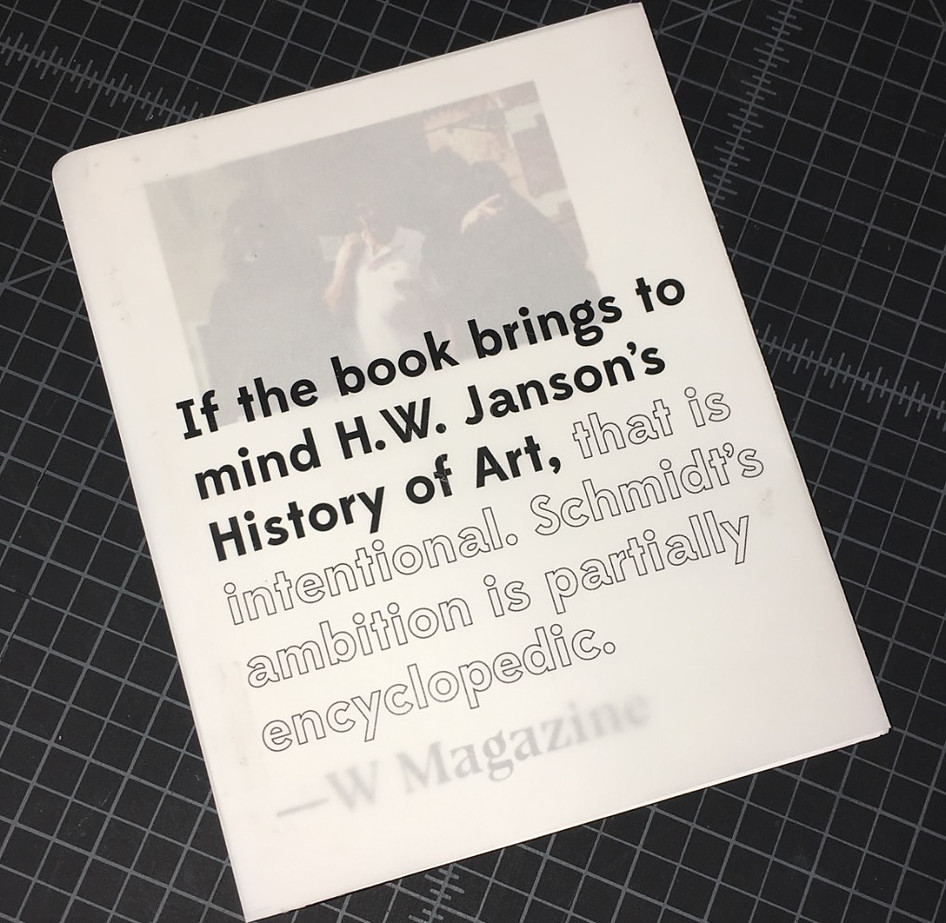 If the book brings to
mind H.W. Janson’s
History of Art, that is
intentional. Schmidt’s
ambition is partially
encyclopedic.
—W Magazine